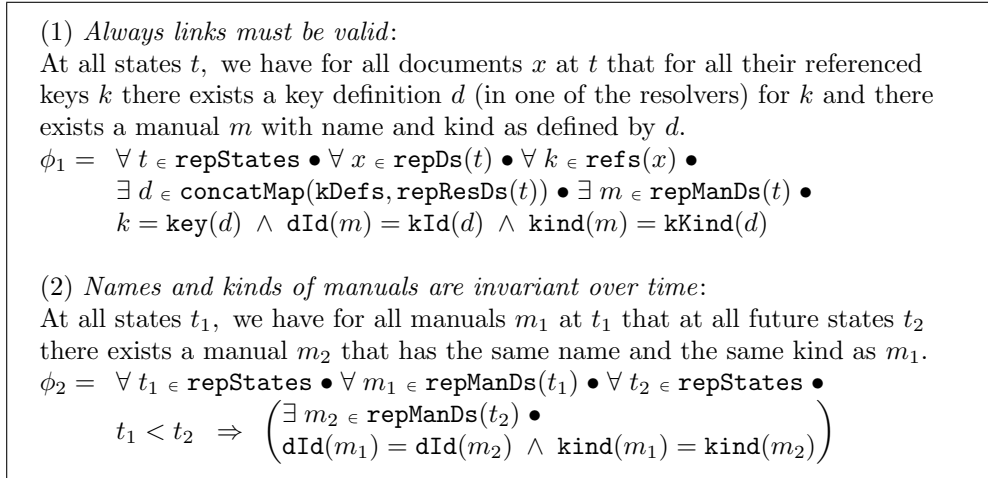 (1) Always links must be valid:
At all states t, we have for all documents x at t that for all their referenced
keys k there exists a key definition d (in one of the resolvers) for k and there
exists a manual m with name and kind as defined by d.
ϕ₁ = ∀ t ∈ repStates • ∀ x ∈ repDs(t) • ∀ k ∈ refs(x) •
∃ d ∈ concatMap(kDefs, repResDs(t)) • ∃ m ∈ repManDs(t) •
k = key(d) ∧ dId(m) = kId(d) ∧ kind(m) = kKind(d)
(2) Names and kinds of manuals are invariant over time:
At all states t₁, we have for all manuals m₁ at t₁ that at all future states t₂
there exists a manual m₂ that has the same name and the same kind as m₁.
ϕ₂ = ∀ t₁ ∈ repStates • ∀ m₁ ∈ repManDs(t₁) • ∀ t₂ ∈ repStates •
t₁ < t₂ ⇒ (∃ m₂ ∈ repManDs(t₂) •
dId(m₁) = dId(m₂) ∧ kind(m₁) = kind(m₂))